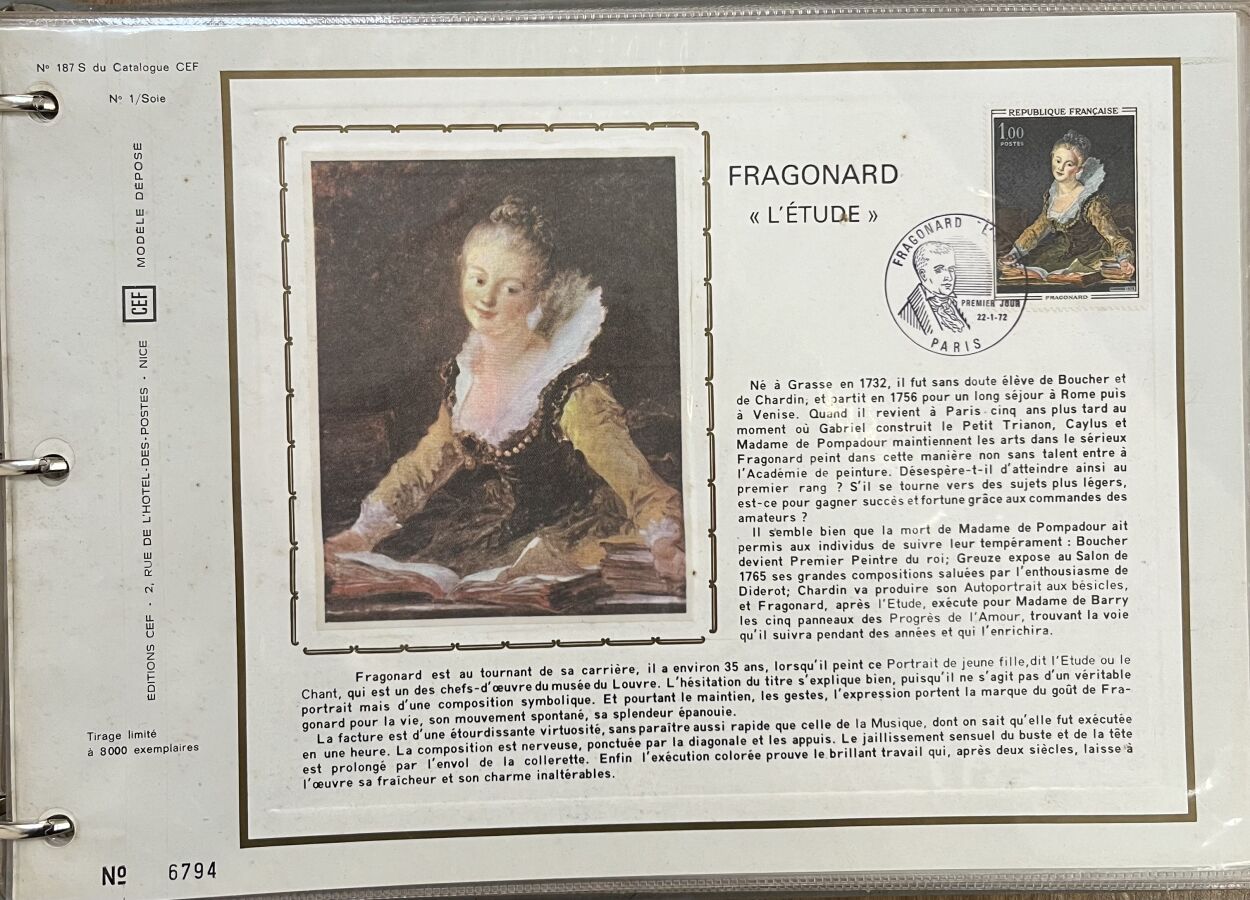 Nº 187 S du Catalogue CEF
Nº 1/Soie
MODÈLE DÉPOSÉ
CEF
EDITIONS CEF · 2, RUE DE L'HOTEL-DES-POSTES · NICE
Tirage limité
à 8000 exemplaires
Nº 6794
FRAGONARD
« L'ÉTUDE »
REPUBLIQUE FRANÇAISE
1,00
POSTES
FRAGONARD
FRAGONARD "L'
PREMIER JOUR
22-1-72
PARIS
Né à Grasse en 1732, il fut sans doute élève de Boucher et
de Chardin, et partit en 1756 pour un long séjour à Rome puis
à Venise. Quand il revient à Paris cinq ans plus tard au
moment où Gabriel construit le Petit Trianon, Caylus et
Madame de Pompadour maintiennent les arts dans le sérieux
Fragonard peint dans cette manière non sans talent entre à
l'Académie de peinture. Désespère-t-il d'atteindre ainsi au
premier rang ? S'il se tourne vers des sujets plus légers,
est-ce pour gagner succès et fortune grâce aux commandes des
amateurs ?
Il semble bien que la mort de Madame de Pompadour ait
permis aux individus de suivre leur tempérament : Boucher
devient Premier Peintre du roi; Greuze expose au Salon de
1765 ses grandes compositions saluées par l'enthousiasme de
Diderot; Chardin va produire son Autoportrait aux bésicles,
et Fragonard, après l'Etude, exécute pour Madame de Barry
les cinq panneaux des Progrès de l'Amour, trouvant la voie
qu'il suivra pendant des années et qui l'enrichira.
Fragonard est au tournant de sa carrière, il a environ 35 ans, lorsqu'il peint ce Portrait de jeune fille, dit l'Etude ou le
Chant, qui est un des chefs-d'œuvre du musée du Louvre. L'hésitation du titre s'explique bien, puisqu'il ne s'agit pas d'un véritable
portrait mais d'une composition symbolique. Et pourtant le maintien, les gestes, l'expression portent la marque du goût de Fra-
gonard pour la vie, son mouvement spontané, sa splendeur épanouie.
La facture est d'une étourdissante virtuosité, sans paraître aussi rapide que celle de la Musique, dont on sait qu'elle fut exécutée
en une heure. La composition est nerveuse, ponctuée par la diagonale et les appuis. Le jaillissement sensuel du buste et de la tête
est prolongé par l'envol de la collerette. Enfin l'exécution colorée prouve le brillant travail qui, après deux siècles, laisse à
l'œuvre sa fraîcheur et son charme inaltérables.